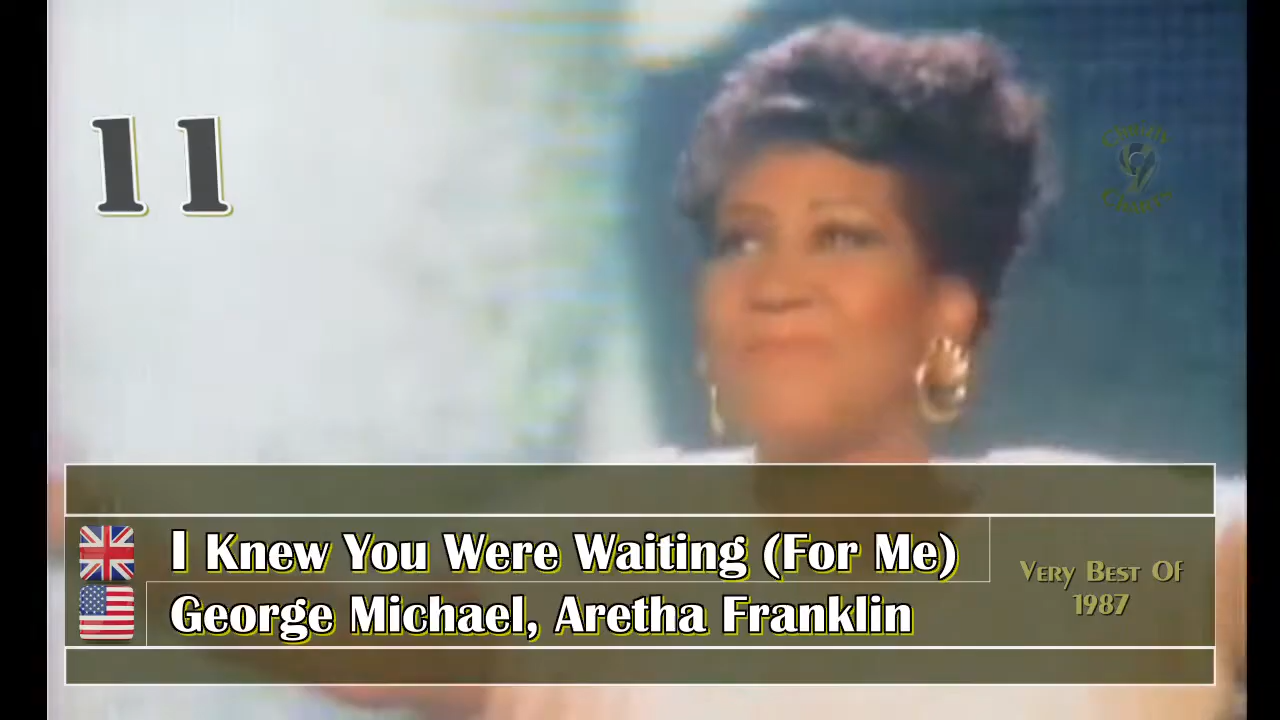 11
I Knew You Were Waiting (For Me)
George Michael, Aretha Franklin
Very Best Of
1987